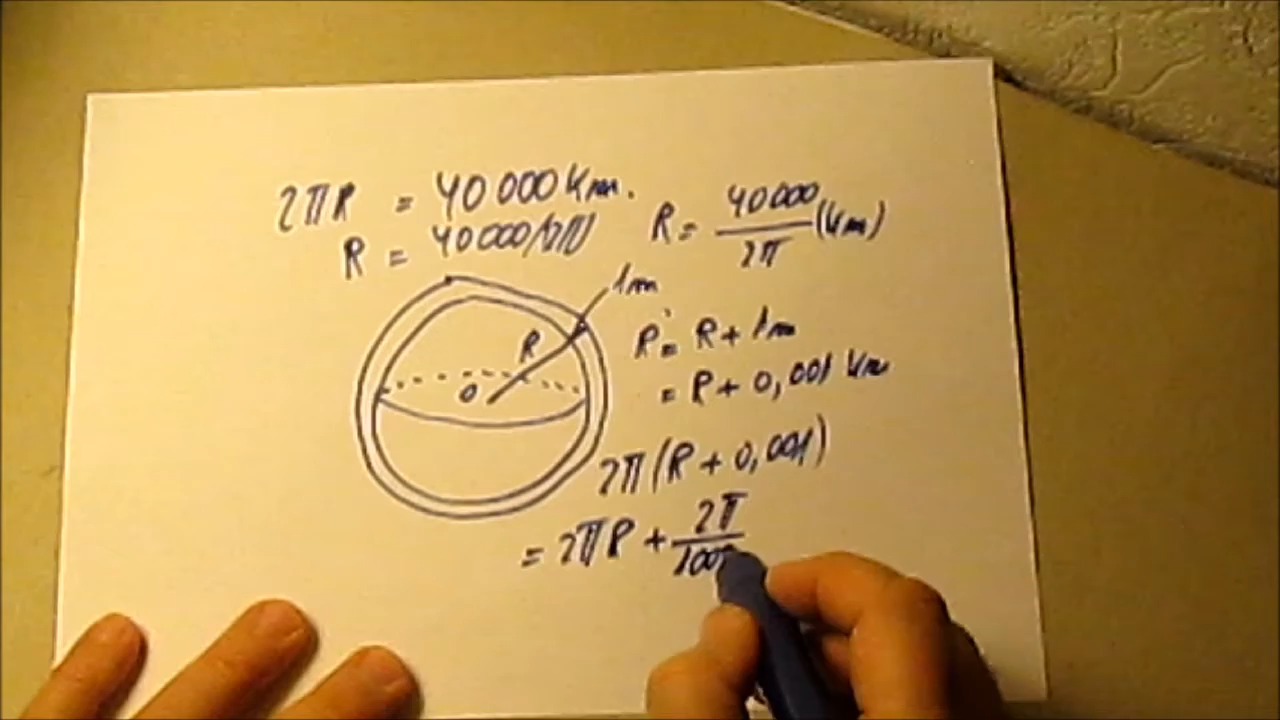 2πR = 40 000 km.
R = 40000/2π
R = 40000/2π (km)
1m
R
O
R' = R + 1m
= R + 0,001 km
2π(R + 0,001)
= 2πR + 2π/1000